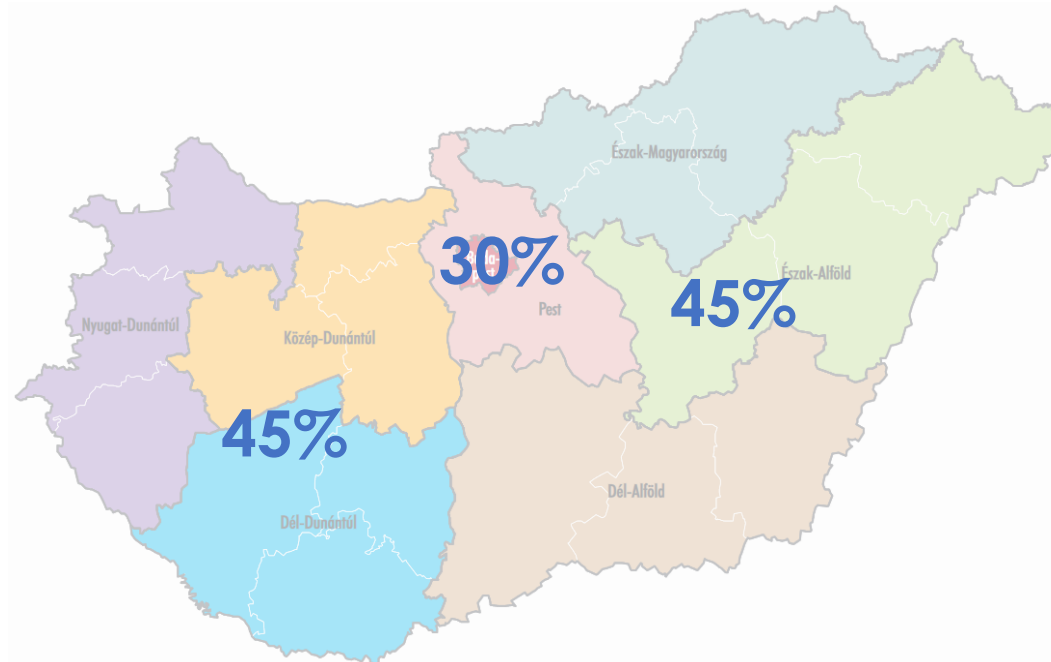 Észak-Magyarország
30%
Észak-Alföld
45%
Pest
Nyugat-Dunántúl
Közép-Dunántúl
45%
Dél-Alföld
Dél-Dunántúl